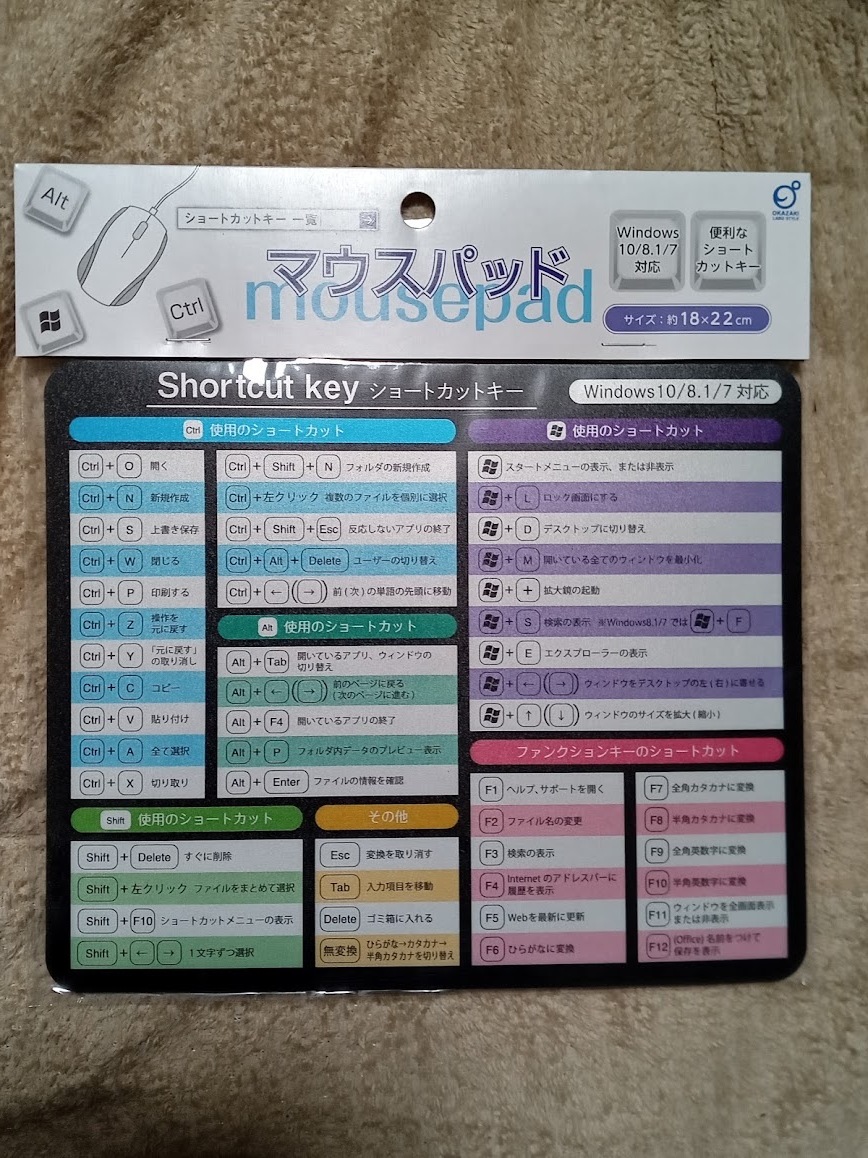 Alt
ショートカットキー 一覧
マウスパッド
mousepad
Ctrl
Windows
10/8.1/7
対応
便利な
ショート
カットキー
サイズ：約18×22cm
OKAZAKI
Shortcut key ショートカットキー
Windows10/8.1/7 対応
Ctrl 使用のショートカット
Ctrl + O 開く
Ctrl + N 新規作成
Ctrl + S 上書き保存
Ctrl + W 閉じる
Ctrl + P 印刷する
Ctrl + Z 操作を
元に戻す
Ctrl + Y 「元に戻す」
の取り消し
Ctrl + C コピー
Ctrl + V 貼り付け
Ctrl + A 全て選択
Ctrl + X 切り取り
Ctrl + Shift + N フォルダの新規作成
Ctrl +左クリック 複数のファイルを個別に選択
Ctrl + Shift + Esc 反応しないアプリの終了
Ctrl + Alt + Delete ユーザーの切り替え
Ctrl + ← (→) 前(次)の単語の先頭に移動
Alt 使用のショートカット
Alt + Tab 開いているアプリ、ウィンドウの
切り替え
Alt + ← (→) 前のページに戻る
(次のページに進む)
Alt + F4 開いているアプリの終了
Alt + P フォルダ内データのプレビュー表示
Alt + Enter ファイルの情報を確認
Shift 使用のショートカット
Shift + Delete すぐに削除
Shift +左クリック ファイルをまとめて選択
Shift + F10 ショートカットメニューの表示
Shift + ← → 1文字ずつ選択
その他
Esc 変換を取り消す
Tab 入力項目を移動
Delete ゴミ箱に入れる
無変換 ひらがな→カタカナ→
半角カタカナを切り替え
使用のショートカット
スタートメニューの表示、または非表示
+ L ロック画面にする
+ D デスクトップに切り替え
+ M 開いている全てのウィンドウを最小化
+ + 拡大鏡の起動
+ S 検索の表示 ※Windows8.1/7 では + F
+ E エクスプローラーの表示
+ ← (→) ウィンドウをデスクトップの左(右)に寄せる
+ ↑ (↓) ウィンドウのサイズを拡大(縮小)
ファンクションキーのショートカット
F1 ヘルプ、サポートを開く
F2 ファイル名の変更
F3 検索の表示
F4 Internet のアドレスバーに
履歴を表示
F5 Webを最新に更新
F6 ひらがなに変換
F7 全角カタカナに変換
F8 半角カタカナに変換
F9 全角英数字に変換
F10 半角英数字に変換
F11 ウィンドウを全画面表示
または非表示
F12 (Office) 名前をつけて
保存を表示